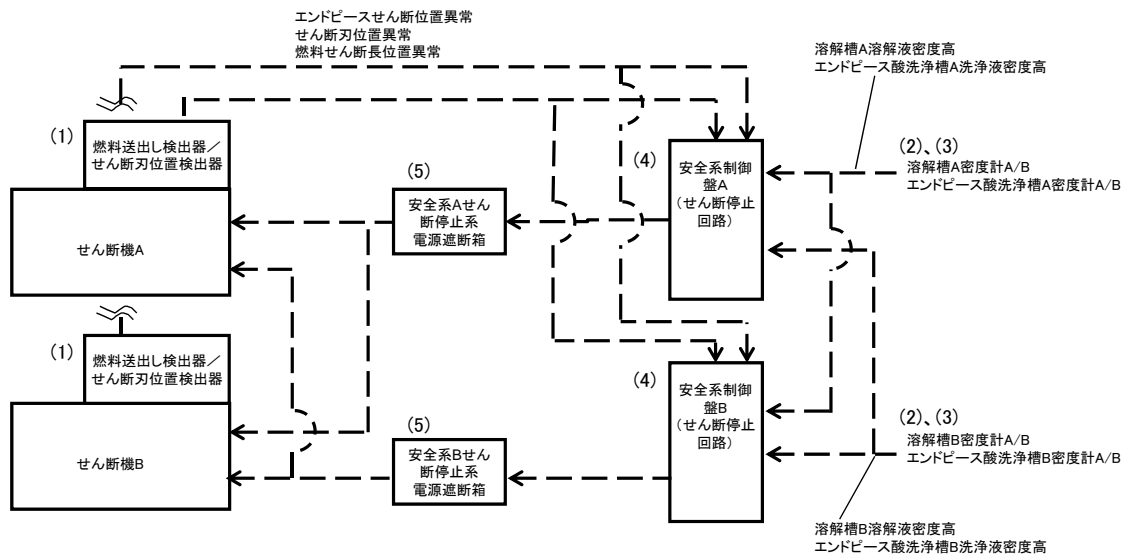 エンドピースせん断位置異常
せん断刃位置異常
燃料せん断長位置異常
溶解槽A溶解液密度高
エンドピース酸洗浄槽A洗浄液密度高
(1)
燃料送出し検出器／
せん断刃位置検出器
せん断機A
(5)
安全系Aせん
断停止系
電源遮断箱
(4)
安全系制御
盤A
(せん断停止
回路)
(2)、(3)
溶解槽A密度計A/B
エンドピース酸洗浄槽A密度計A/B
(1)
燃料送出し検出器／
せん断刃位置検出器
せん断機B
(5)
安全系Bせん
断停止系
電源遮断箱
(4)
安全系制御
盤B
(せん断停止
回路)
(2)、(3)
溶解槽B密度計A/B
エンドピース酸洗浄槽B密度計A/B
溶解槽B溶解液密度高
エンドピース酸洗浄槽B洗浄液密度高